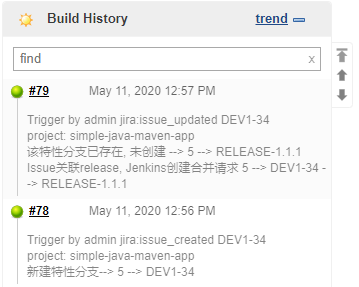 Build History
trend
find
x
#79
May 11, 2020 12:57 PM
Trigger by admin jira:issue_updated DEV1-34
project: simple-java-maven-app
该特性分支已存在, 未创建 --> 5 --> RELEASE-1.1.1
Issue关联release, Jenkins创建合并请求 5 --> DEV1-34 -
-> RELEASE-1.1.1
#78
May 11, 2020 12:56 PM
Trigger by admin jira:issue_created DEV1-34
project: simple-java-maven-app
新建特性分支--> 5 --> DEV1-34